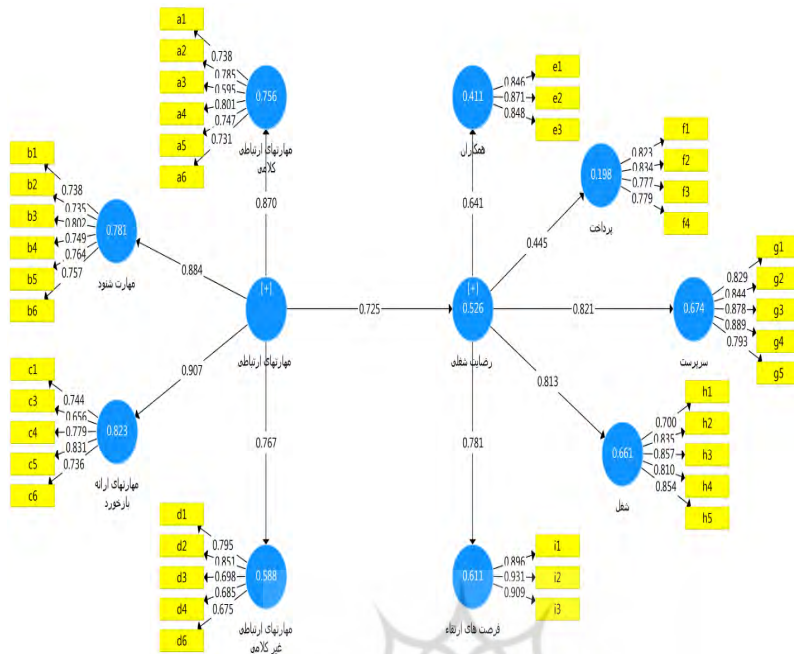 a1
a2
a3
a4
a5
a6
0.738
0.785
0.595
0.801
0.747
0.731
0.756
مهارتهای ارتباطی
کلامی
0.870
b1
b2
b3
b4
b5
b6
0.738
0.735
0.802
0.749
0.764
0.757
0.781
مهارت شنود
0.884
c1
c3
c4
c5
c6
0.744
0.656
0.779
0.831
0.736
0.823
مهارتهای ارائه
بازخورد
0.907
d1
d2
d3
d4
d6
0.795
0.851
0.698
0.685
0.675
0.588
مهارتهای ارتباطی
غیر کلامی
0.767
[+]
مهارتهای ارتباطی
0.725
[+]
0.526
رضایت شغلی
0.641
0.411
همکاران
0.846
0.871
0.848
e1
e2
e3
0.445
0.198
پرداخت
0.823
0.834
0.777
0.779
f1
f2
f3
f4
0.821
0.674
سرپرست
0.829
0.844
0.878
0.889
0.793
g1
g2
g3
g4
g5
0.813
0.661
شغل
0.700
0.835
0.857
0.810
0.854
h1
h2
h3
h4
h5
0.781
0.611
فرصت های ارتقاء
0.896
0.931
0.909
i1
i2
i3